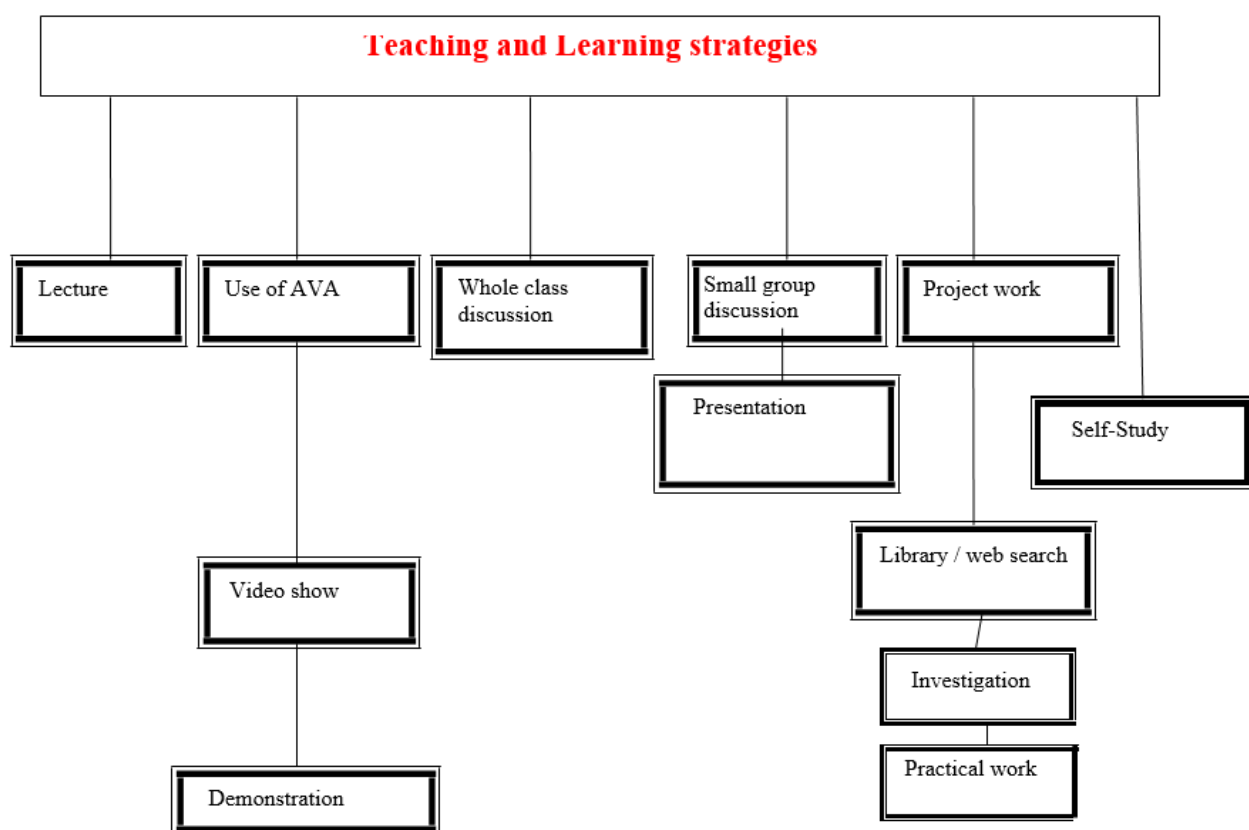 Teaching and Learning strategies
Lecture
Use of AVA
Whole class
discussion
Small group
discussion
Project work
Presentation
Self-Study
Library / web search
Video show
Investigation
Practical work
Demonstration